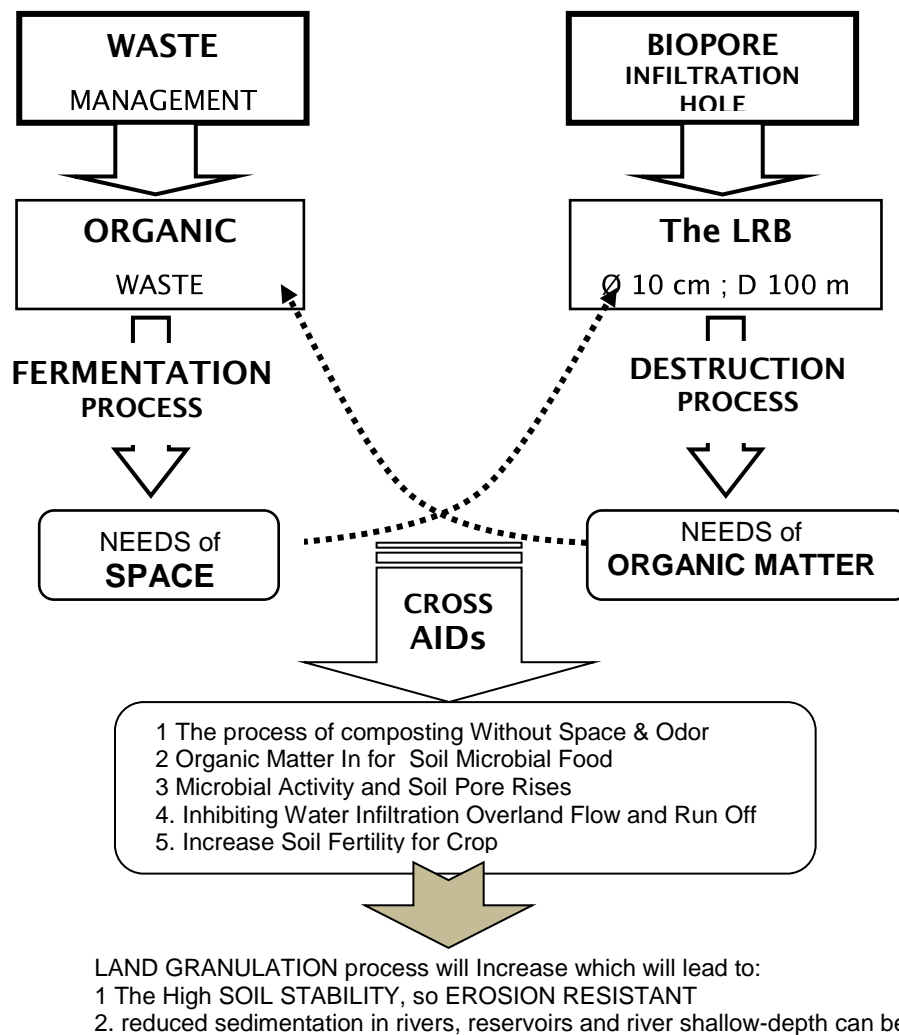 WASTE
MANAGEMENT
BIOPORE
INFILTRATION
HOLE
ORGANIC
WASTE
The LRB
Ø 10 cm ; D 100 m
FERMENTATION
PROCESS
DESTRUCTION
PROCESS
NEEDS of
SPACE
NEEDS of
ORGANIC MATTER
CROSS
AIDs
1 The process of composting Without Space & Odor
2 Organic Matter In for Soil Microbial Food
3 Microbial Activity and Soil Pore Rises
4. Inhibiting Water Infiltration Overland Flow and Run Off
5. Increase Soil Fertility for Crop
LAND GRANULATION process will Increase which will lead to:
1 The High SOIL STABILITY, so EROSION RESISTANT
2. reduced sedimentation in rivers, reservoirs and river shallow-depth can be